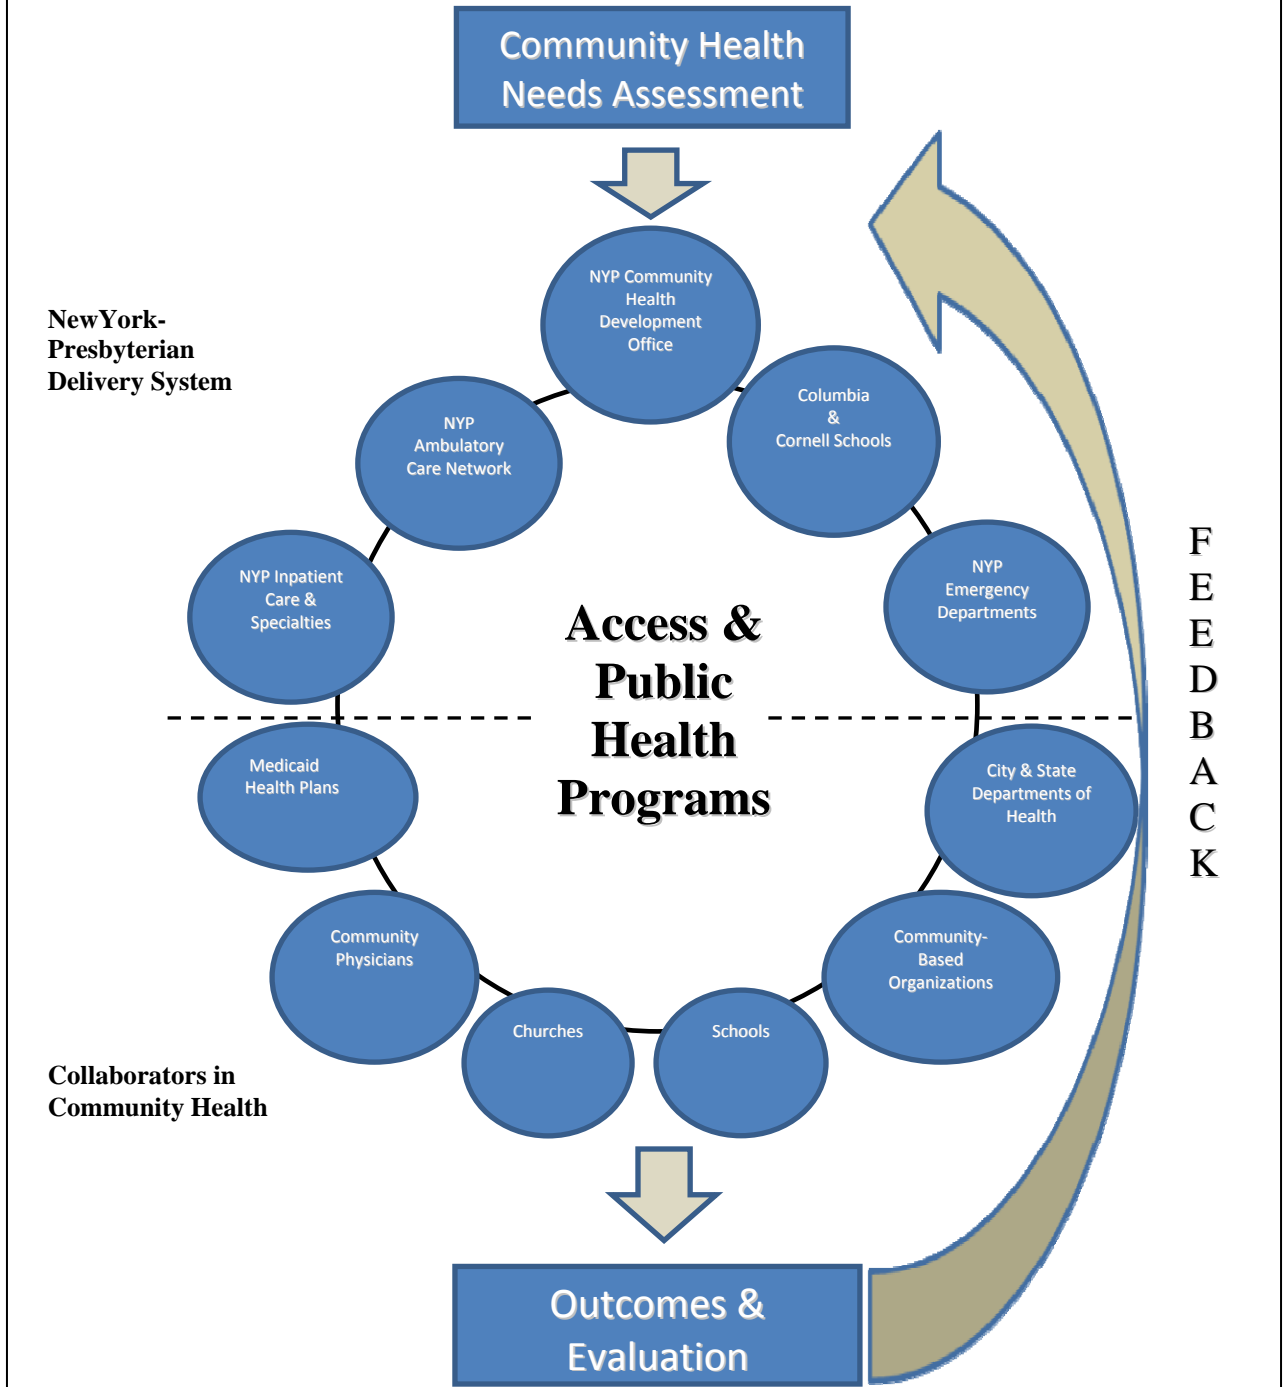 Community Health
Needs Assessment
NYP Community
Health
Development
Office
NewYork-
Presbyterian
Delivery System
Columbia
&
Cornell Schools
NYP
Ambulatory
Care Network
NYP Inpatient
Care &
Specialties
NYP
Emergency
Departments
Access &
Public
Health
Programs
F
E
E
D
B
A
C
K
Medicaid
Health Plans
City & State
Departments of
Health
Community
Physicians
Community-
Based
Organizations
Churches
Schools
Collaborators in
Community Health
Outcomes &
Evaluation